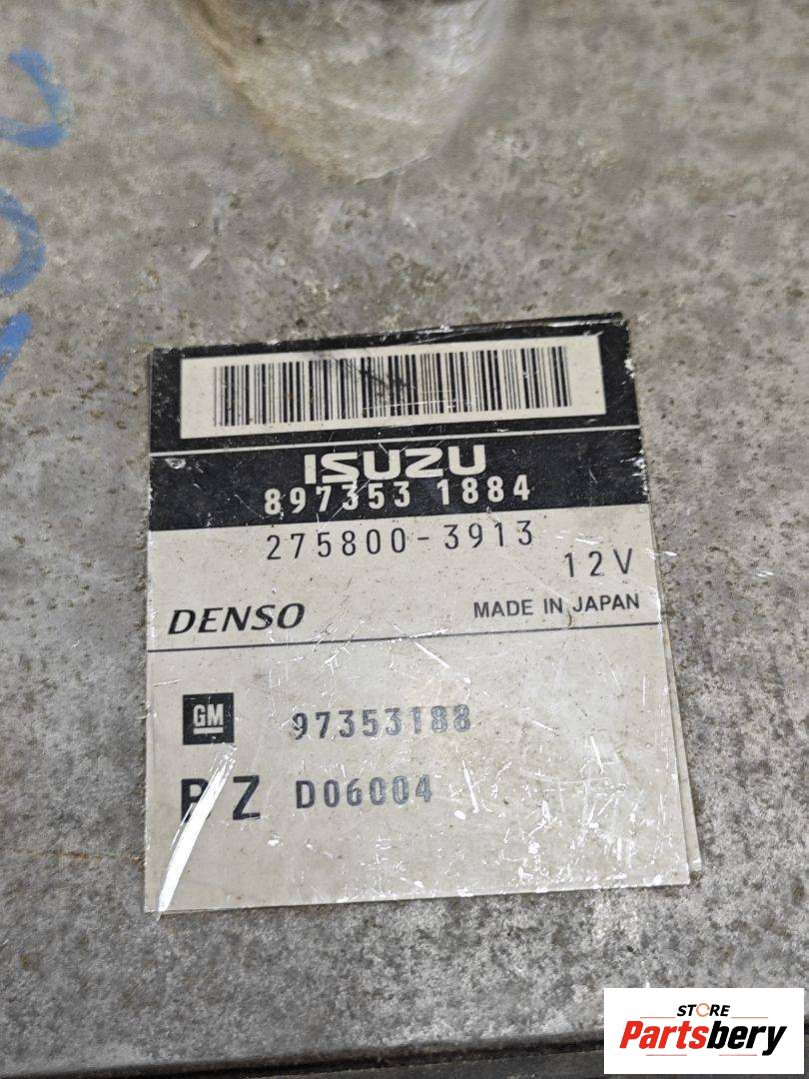 ISUZU
897353 1884
275800-3913
12V
DENSO
MADE IN JAPAN
GM
97353188
Z
D06004
STORE
Partsbery